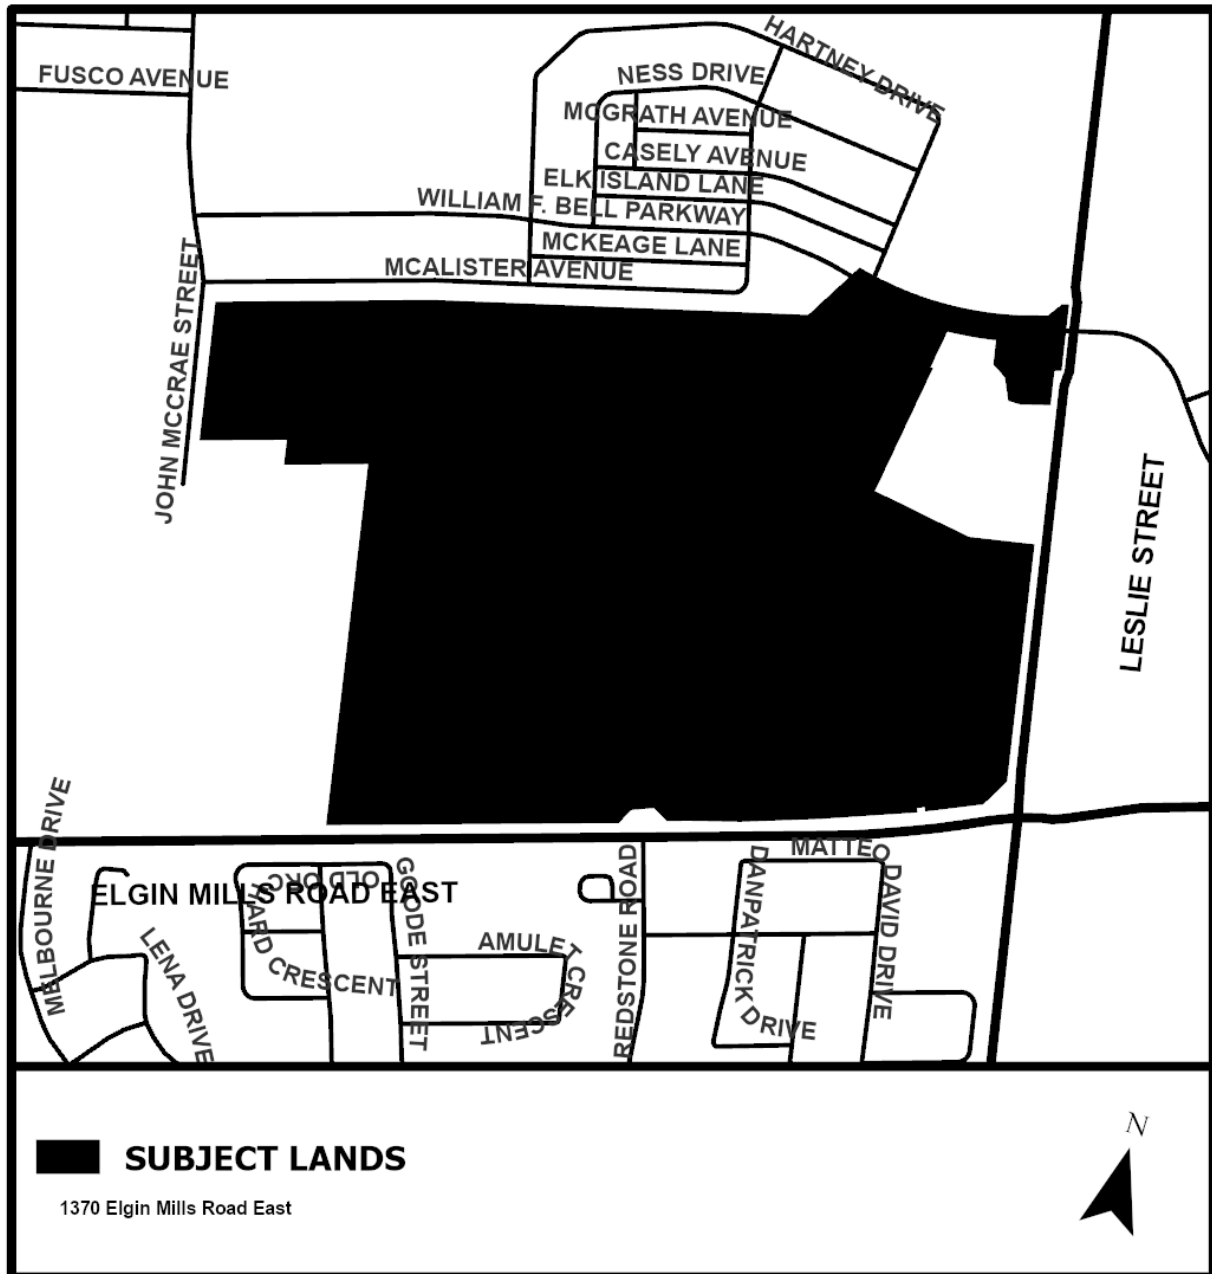 HARTNEY DRIVE
FUSCO AVENUE
NESS DRIVE
MCGRATH AVENUE
CASELY AVENUE
ELK ISLAND LANE
WILLIAM F. BELL PARKWAY
MCKEAGE LANE
MCALISTER AVENUE
JOHN MCCRAE STREET
LESLIE STREET
MELBOURNE DRIVE
ELGIN MILLS ROAD EAST
OLD ORCHARD CRESCENT
GOODE STREET
LENA DRIVE
AMULET CRESCENT
REDSTONE ROAD
DANPATRICK DRIVE
MATTEO DAVID DRIVE
N
SUBJECT LANDS
1370 Elgin Mills Road East